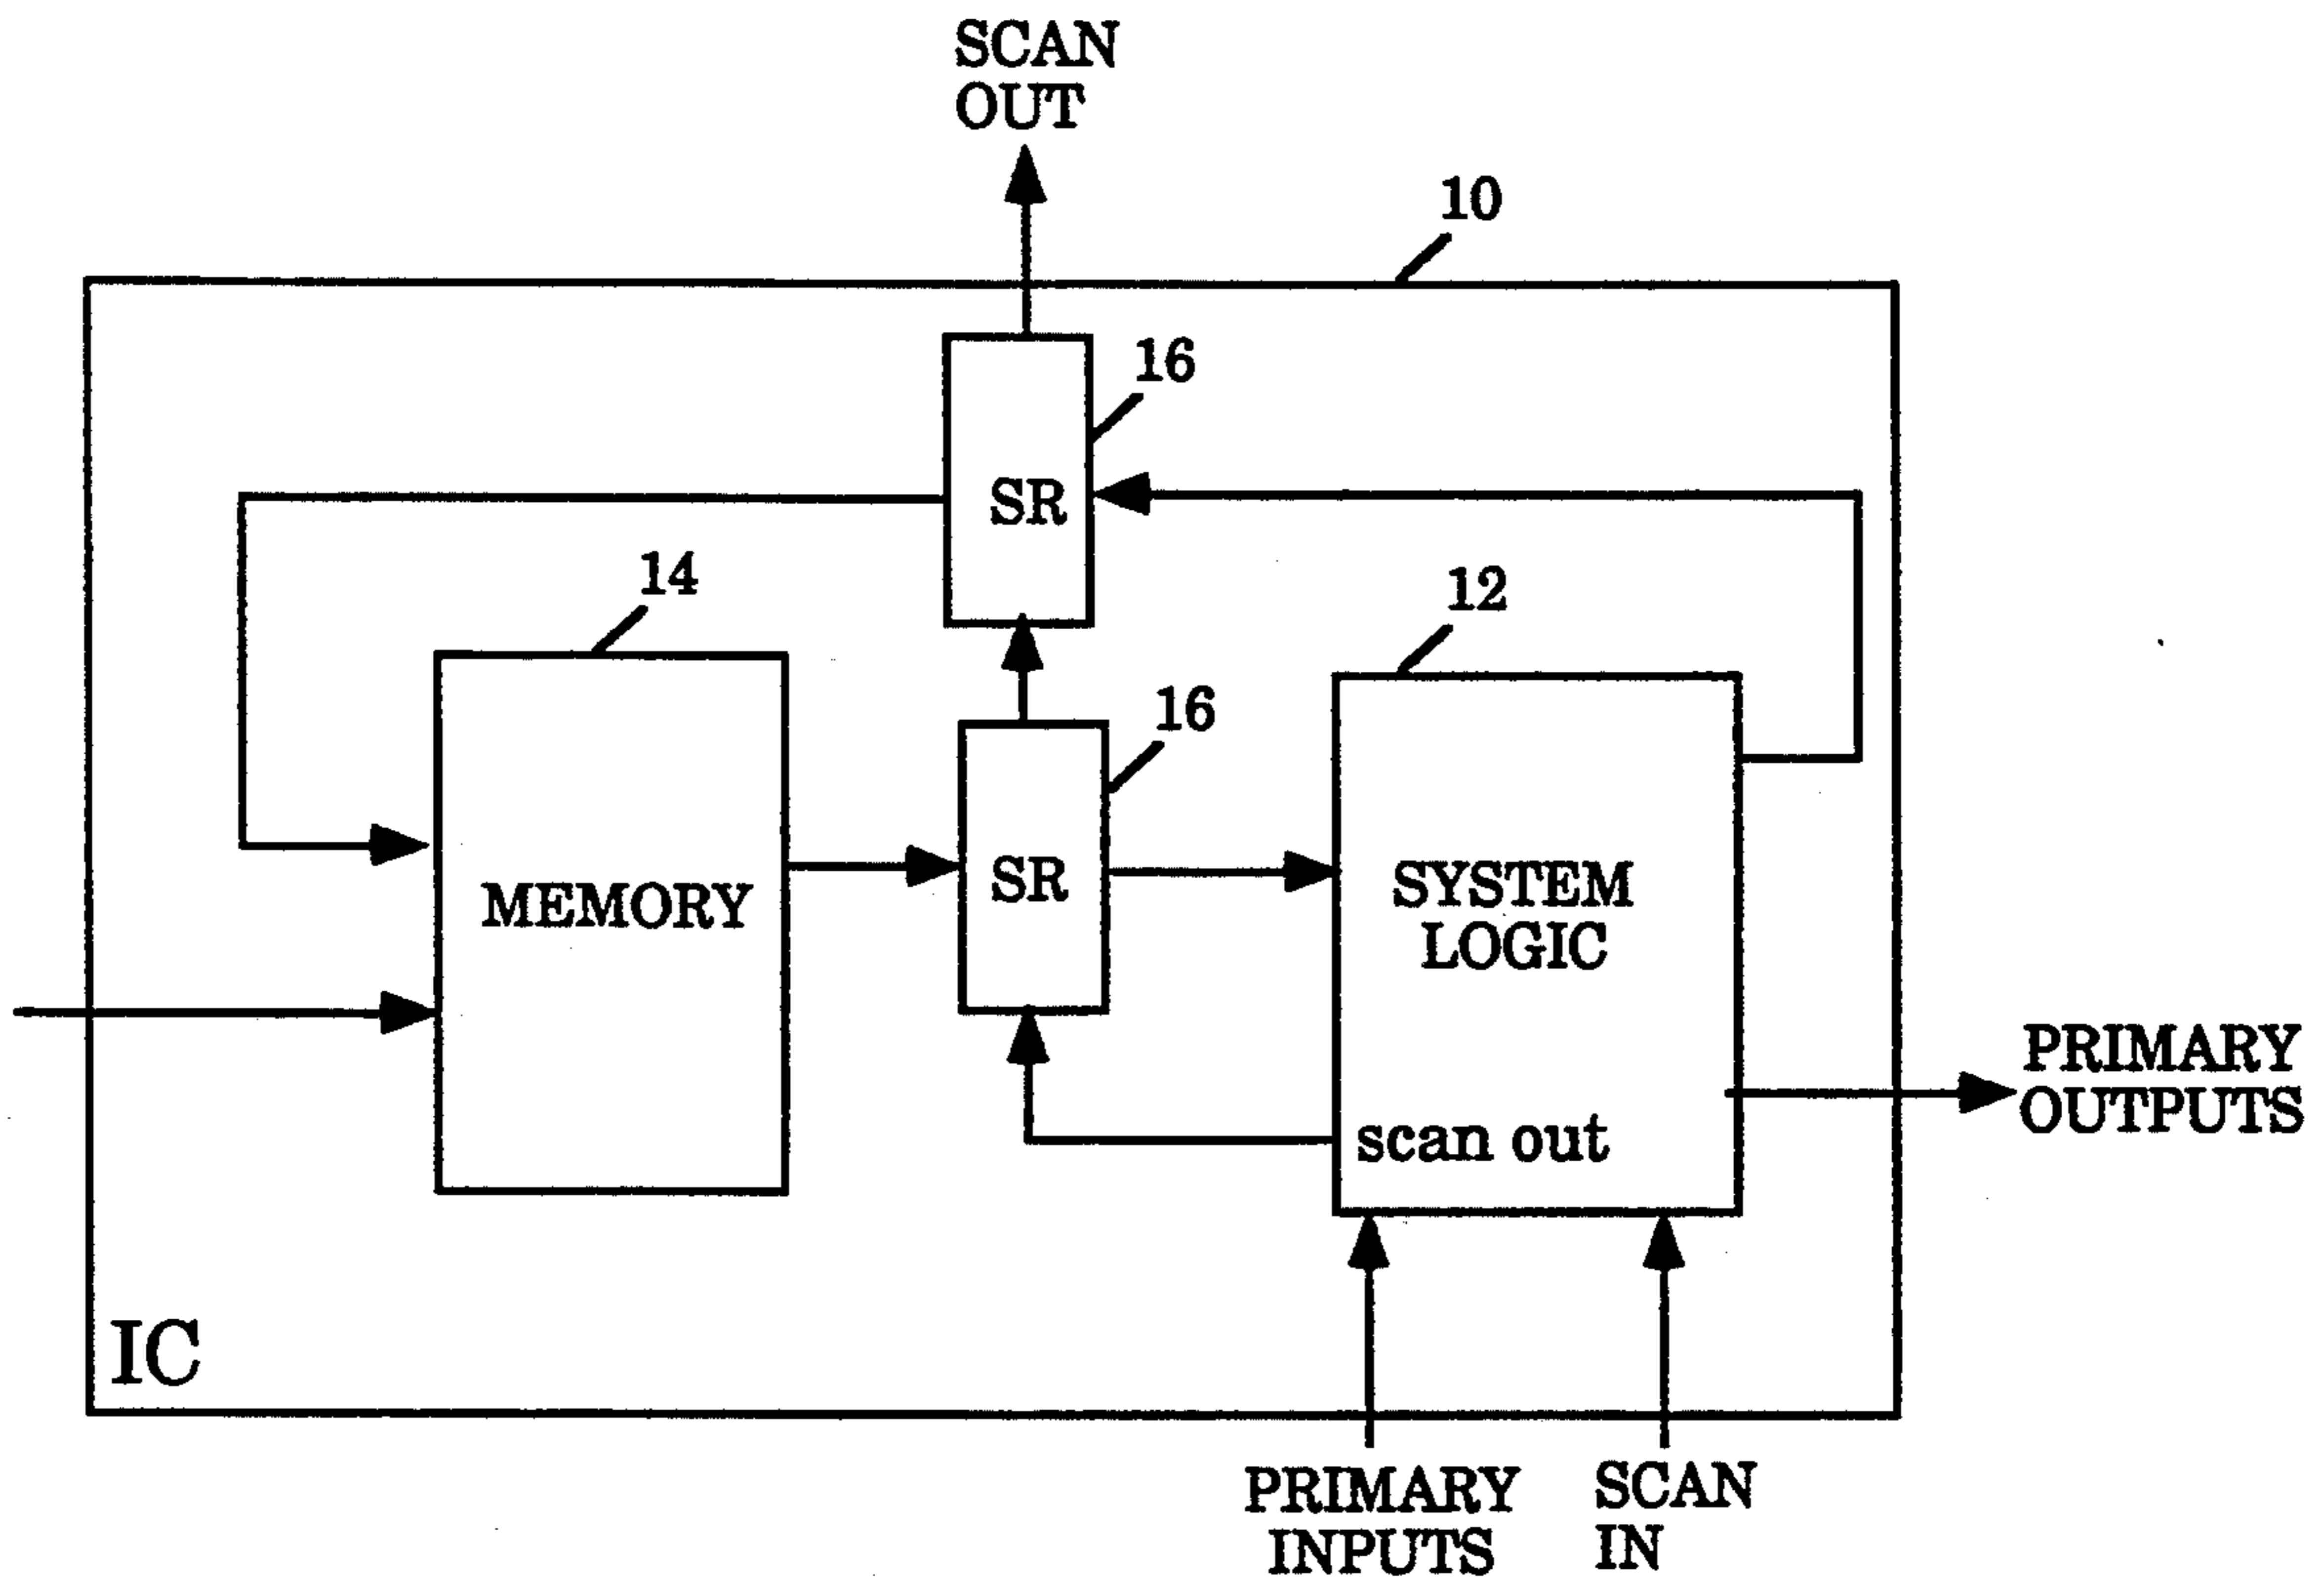 SCAN
OUT
10
16
SR
14
12
16
MEMORY
SR
SYSTEM
LOGIC
PRIMARY
OUTPUTS
scan out
IC
PRIMARY
INPUTS
SCAN
IN